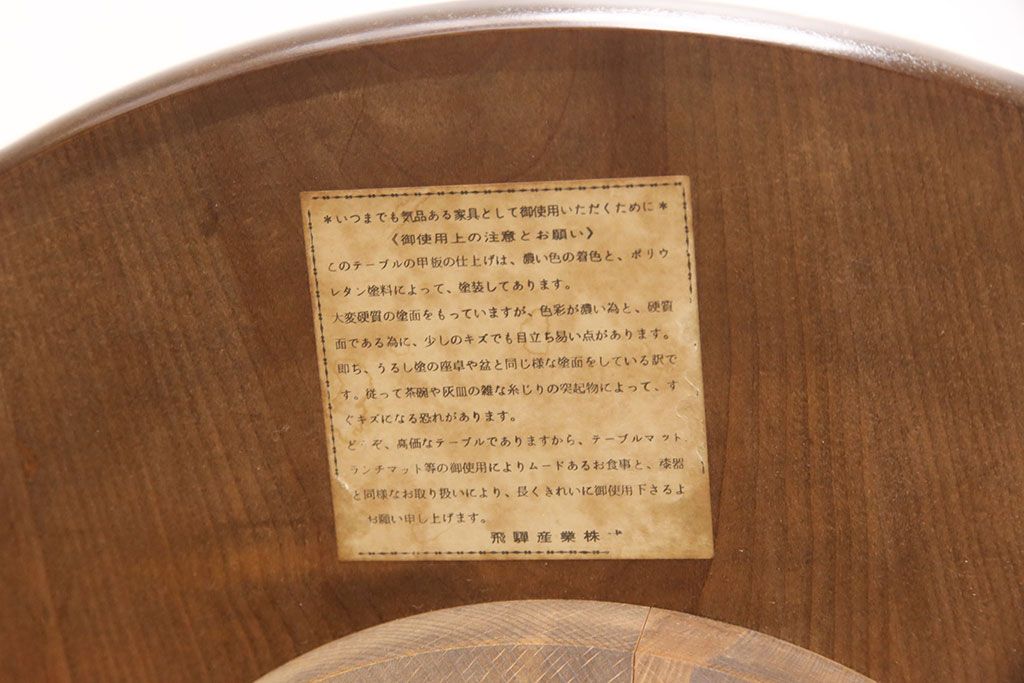 *いつまでも気品ある家具として御使用いただくために*
《御使用上の注意とお願い》
このテーブルの甲板の仕上げは、濃い色の着色と、ポリウ
レタン塗料によって、塗装してあります。
大変硬質の塗面をもっていますが、色彩が濃い為と、硬質
面である為に、少しのキズでも目立ち易い点があります。
即ち、うるし塗の座卓や盆と同じ様な塗面をしている訳で
す。従って茶碗や灰皿の雑な糸じりの突起物によって、す
ぐキズになる恐れがあります。
どうぞ、高価なテーブルでありますから、テーブルマット、
ランチマット等の御使用によりムードあるお食事と、漆器
と同様なお取り扱いにより、長くきれいに御使用下さるよ
お願い申し上げます。
飛騨産業株